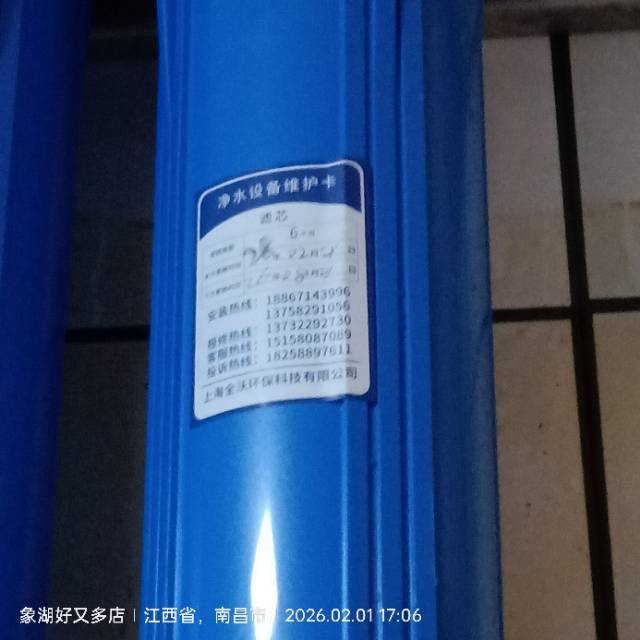 净水设备维护卡
滤芯
6个月
安装热线: 18867143996
13758291056
维修热线: 13732292730
客服热线: 15158087089
投诉热线: 18258897611
上海全沃环保科技有限公司
象湖好又多店 | 江西省，南昌市 | 2026.02.01 17:06